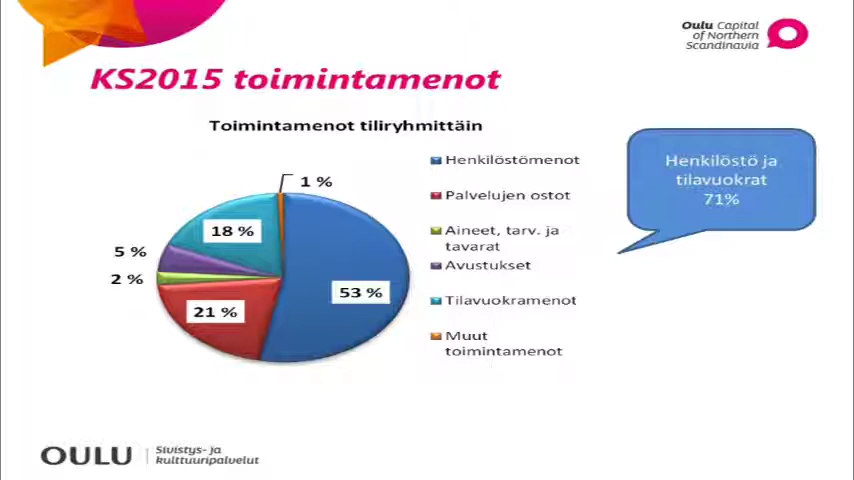 Oulu Capital
of Northern
Scandinavia
KS2015 toimintamenot
Toimintamenot tiliryhmittäin
1 %
18 %
5 %
2 %
21 %
53 %
Henkilöstömenot
Palvelujen ostot
Aineet, tarv. ja
tavarat
Avustukset
Tilavuokramenot
Muut
toimintamenot
Henkilöstö ja
tilavuokrat
71%
OULU
Sivistys- ja
kulttuuripalvelut